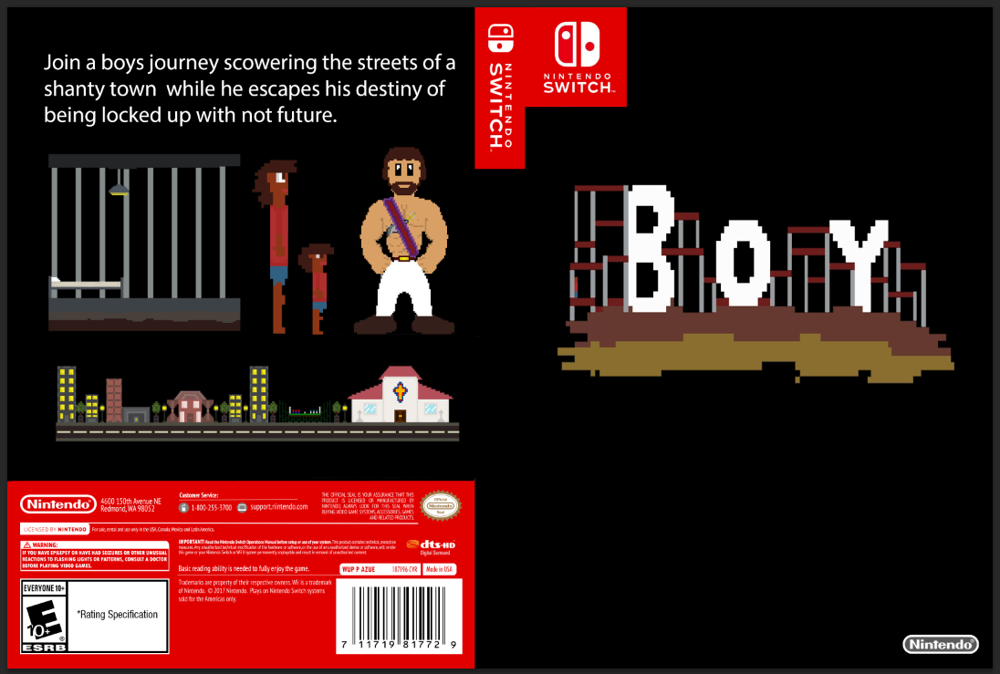 Join a boys journey scowering the streets of a
shanty town while he escapes his destiny of
being locked up with not future.
NINTENDO
SWITCH
NINTENDO
SWITCH
TM
BOY
Nintendo
4600 150th Avenue NE
Redmond, WA 98052
Customer Service:
1-800-255-3700
support.nintendo.com
THE OFFICIAL SEAL IS YOUR ASSURANCE THAT THIS
PRODUCT IS LICENSED OR MANUFACTURED BY
NINTENDO. ALWAYS LOOK FOR THIS SEAL WHEN
BUYING VIDEO GAME SYSTEMS, ACCESSORIES, GAMES
AND RELATED PRODUCTS.
Official
Nintendo
Seal
LICENSED BY NINTENDO
For sale, rental and use only in the USA, Canada, Mexico and Latin America.
WARNING:
IF YOU HAVE EPILEPSY OR HAVE HAD SEIZURES OR OTHER UNUSUAL
REACTIONS TO FLASHING LIGHTS OR PATTERNS, CONSULT A DOCTOR
BEFORE PLAYING VIDEO GAMES.
IMPORTANT! Read the Nintendo Switch Operations Manual before setup or use of your system. This product contains technical protection
measures. Any unauthorized technical modification of the hardware or software, or the use of an unauthorized device or software, will render
this game or your Nintendo Switch or Wii U system permanently unplayable and result in removal of unauthorized content.
dts-HD
Digital Surround
Basic reading ability is needed to fully enjoy the game.
WUP P AZUE
187196-CVR
Made in USA
Trademarks are property of their respective owners. Wii is a trademark
of Nintendo. © 2017 Nintendo. Plays on Nintendo Switch systems
sold for the Americas only.
EVERYONE 10+
E
10+
®
ESRB
*Rating Specification
7 11719 81772 9
Nintendo